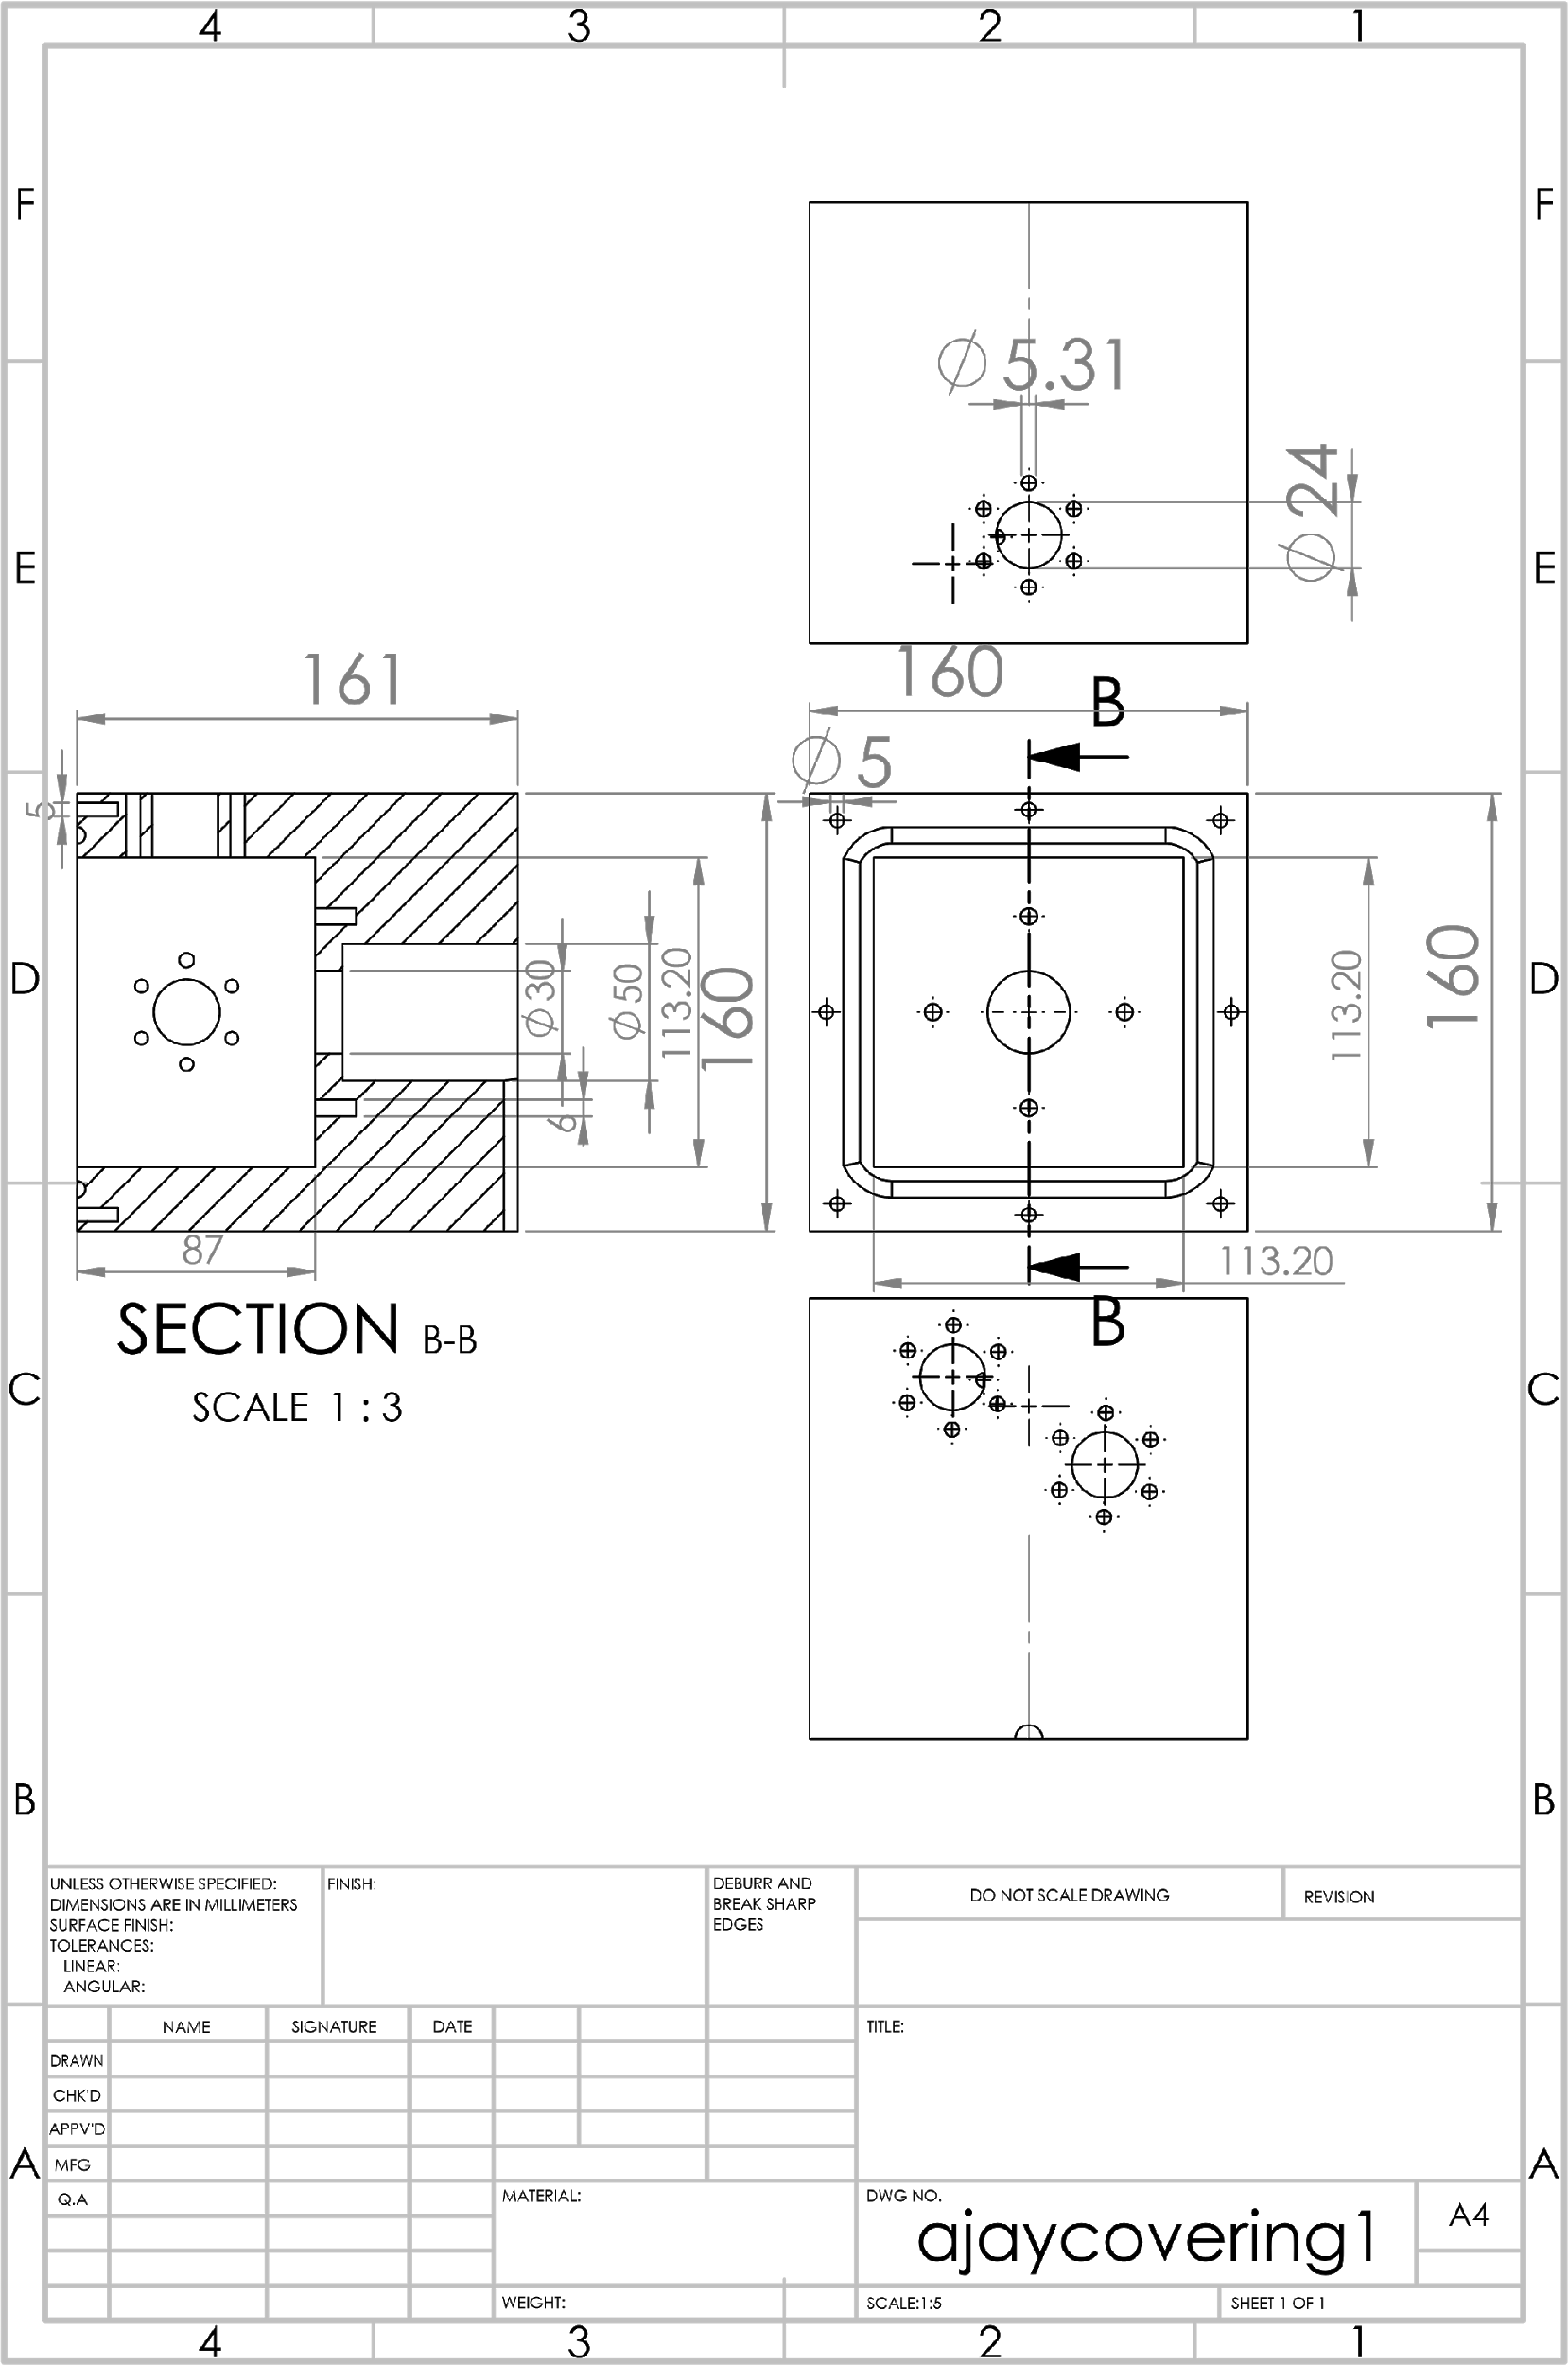 4 3 2 1
F F
∅ 5.31
∅ 24
E E
161
160
B
∅ 5
5
D D
∅ 30
∅ 50
113.20
160
113.20
160
6
87
113.20
SECTION B-B
B
SCALE 1 : 3
C C
B B
UNLESS OTHERWISE SPECIFIED:
DIMENSIONS ARE IN MILLIMETERS
SURFACE FINISH:
TOLERANCES:
LINEAR:
ANGULAR:
FINISH:
DEBURR AND
BREAK SHARP
EDGES
DO NOT SCALE DRAWING
REVISION
NAME SIGNATURE DATE
TITLE:
DRAWN
CHK'D
APPV'D
MFG
Q.A
A A
MATERIAL:
DWG NO.
ajaycovering1
A4
WEIGHT:
SCALE:1:5
SHEET 1 OF 1
4 3 2 1